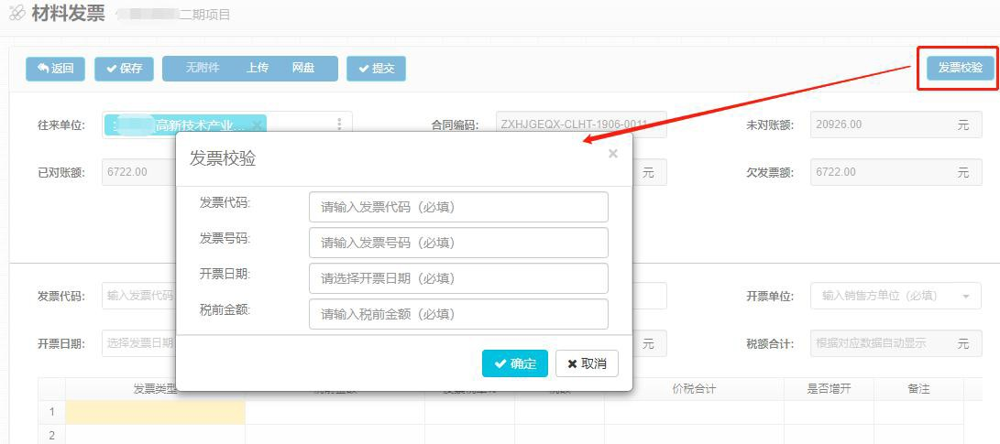 材料发票 二期项目
返回 保存 无附件 上传 网盘 提交 发票校验
往来单位: 高新技术产业... 合同编码: ZXHJGEQX-CLHT-1906-0011 未对账额: 20926.00 元
已对账额: 6722.00 元 欠发票额: 6722.00 元
发票校验
发票代码: 请输入发票代码（必填）
发票号码: 请输入发票号码（必填）
开票日期: 请选择开票日期（必填）
税前金额: 请输入税前金额（必填）
确定 取消
发票代码: 输入发票代码 开票单位: 输入销售方单位（必填）
开票日期: 选择发票日期 元 税额合计: 根据对应数据自动显示 元
发票类型 税前金额 税额 价税合计 是否增开 备注
1
2